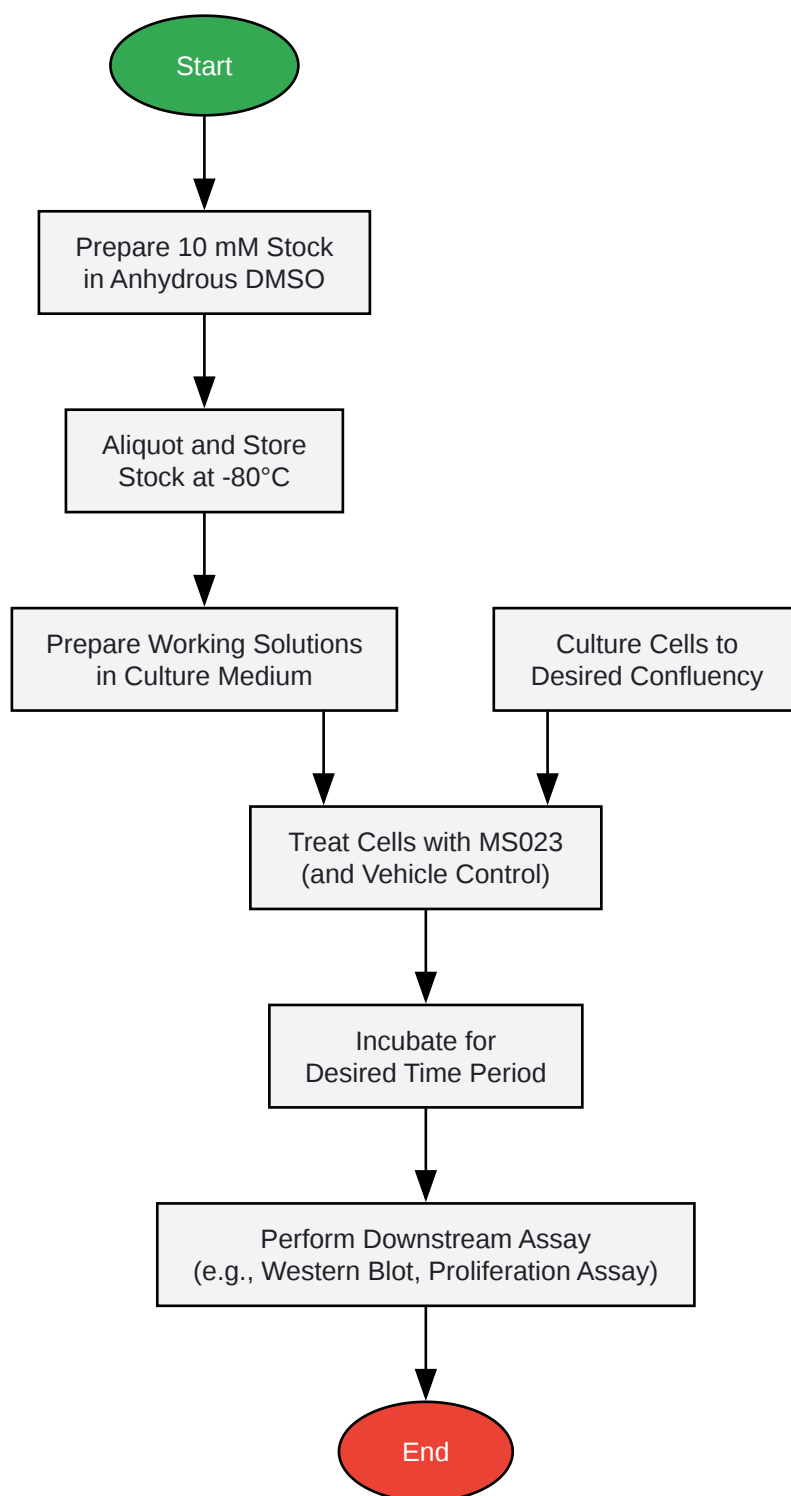 Start
Prepare 10 mM Stock
in Anhydrous DMSO
Aliquot and Store
Stock at -80°C
Prepare Working Solutions
in Culture Medium
Culture Cells to
Desired Confluency
Treat Cells with MS023
(and Vehicle Control)
Incubate for
Desired Time Period
Perform Downstream Assay
(e.g., Western Blot, Proliferation Assay)
End